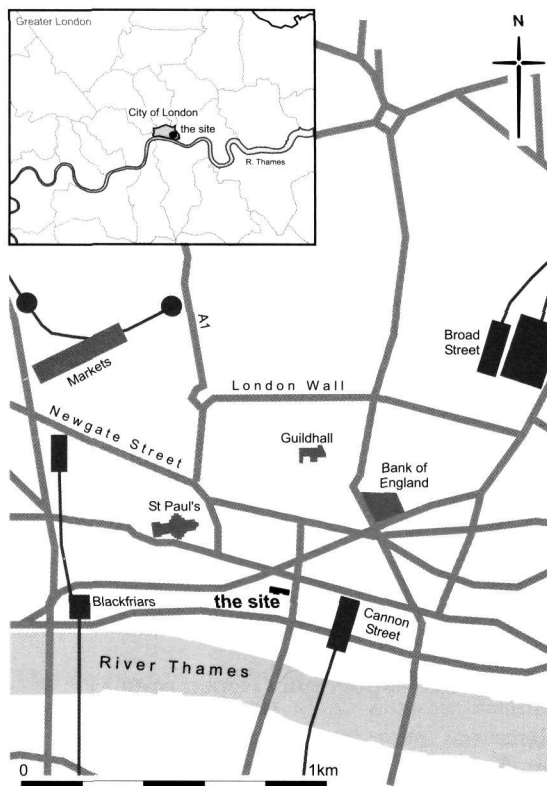 Greater London
N
City of London
the site
R. Thames
A1
Broad
Street
Markets
London Wall
Newgate Street
Guildhall
Bank of
England
St Paul's
Blackfriars
the site
Cannon
Street
River Thames
0
1km